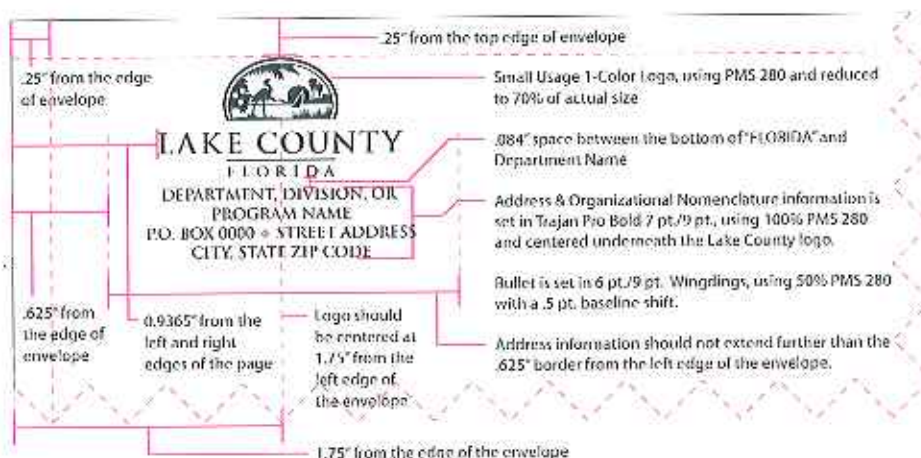 .25" from the top edge of envelope
.25" from the edge
of envelope
Small Usage 1-Color Logo, using PMS 280 and reduced
to 70% of actual size
LAKE COUNTY
FLORIDA
.084" space between the bottom of "FLORIDA" and
Department Name
DEPARTMENT, DIVISION, OR
PROGRAM NAME
P.O. BOX 0000 STREET ADDRESS
CITY, STATE ZIP CODE
Address & Organizational Nomenclature information is
set in Trajan Pro Bold 7 pt./9 pt., using 100% PMS 280
and centered underneath the Lake County logo.
Bullet is set in 6 pt./9 pt. Wingdings, using 50% PMS 280
with a .5 pt. baseline shift.
.625" from
the edge of
envelope
0.9365" from the
left and right
edges of the page
Logo should
be centered at
1.75" from the
left edge of
the envelope
Address information should not extend further than the
.625" border from the left edge of the envelope.
1.75" from the edge of the envelope